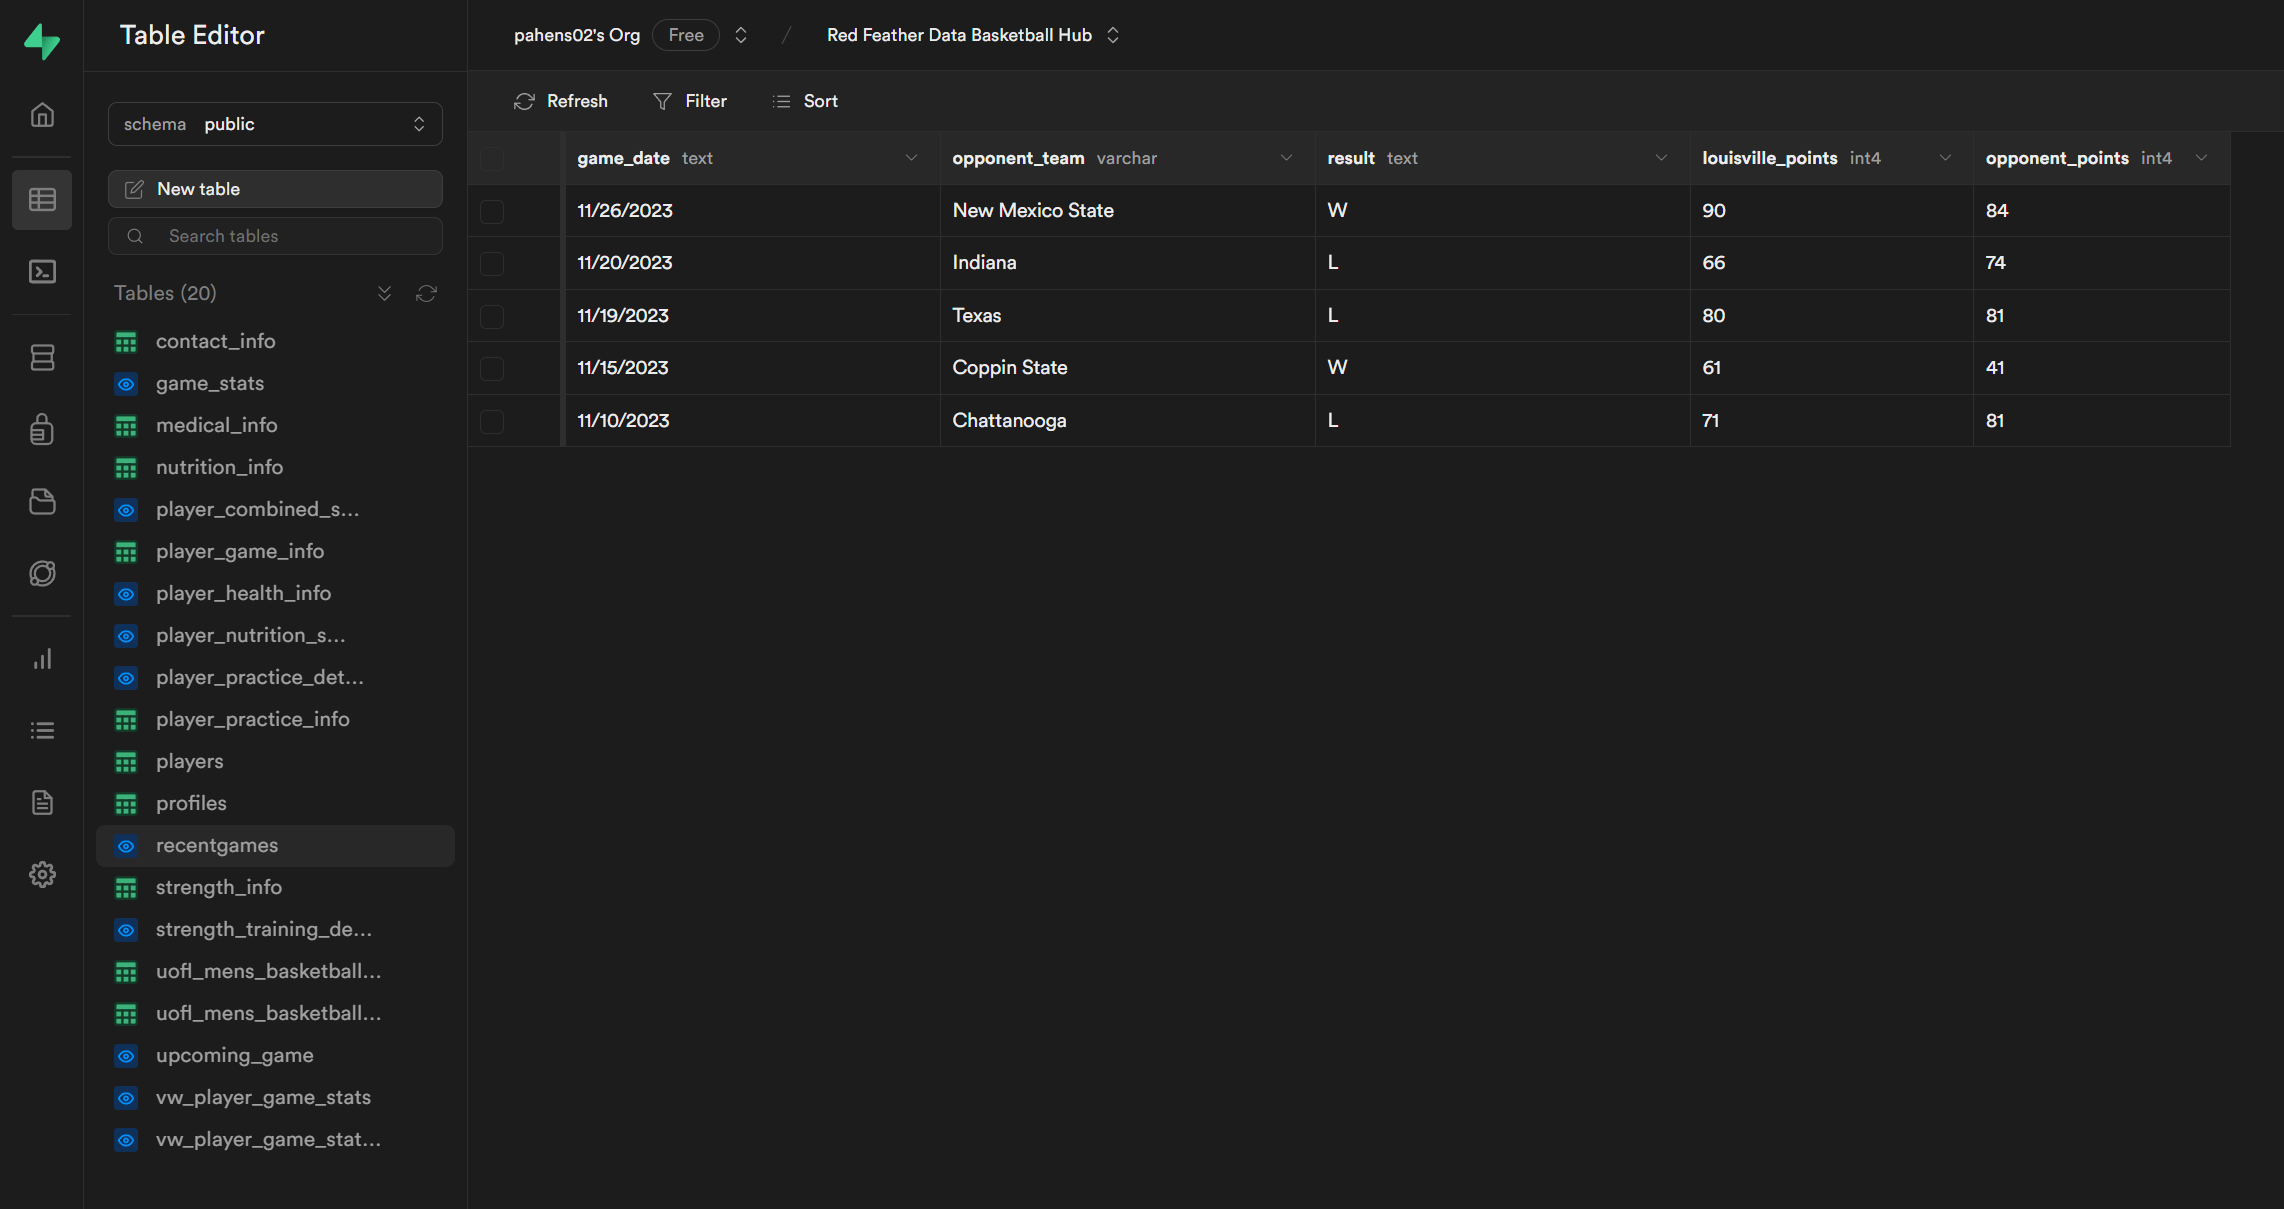 Table Editor
pahens02's Org Free / Red Feather Data Basketball Hub
schema public
New table
Search tables
Tables (20)
contact_info
game_stats
medical_info
nutrition_info
player_combined_s...
player_game_info
player_health_info
player_nutrition_s...
player_practice_det...
player_practice_info
players
profiles
recentgames
strength_info
strength_training_de...
uofl_mens_basketball...
uofl_mens_basketball...
upcoming_game
vw_player_game_stats
vw_player_game_stat...
Refresh Filter Sort
game_date text opponent_team varchar result text louisville_points int4 opponent_points int4
11/26/2023 New Mexico State W 90 84
11/20/2023 Indiana L 66 74
11/19/2023 Texas L 80 81
11/15/2023 Coppin State W 61 41
11/10/2023 Chattanooga L 71 81